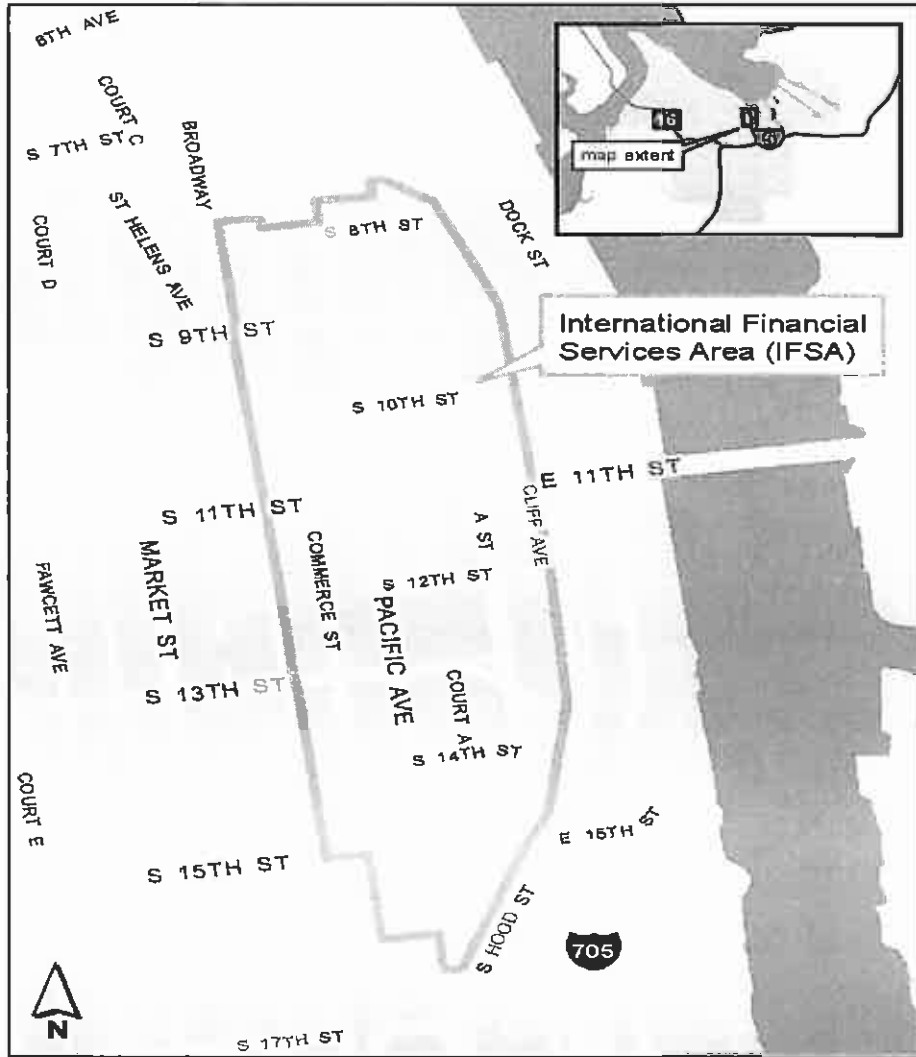 6TH AVE
COURT C
S 7TH ST
BROADWAY
ST HELENS AVE
COURT D
S 8TH ST
DOCK ST
map extent
S 9TH ST
International Financial
Services Area (IFSA)
S 10TH ST
E 11TH ST
S 11TH ST
CLIFF AVE
A ST
MARKET ST
COMMERCE ST
S 12TH ST
FAWCETT AVE
PACIFIC AVE
S 13TH ST
COURT A
S 14TH ST
COURT E
E 15TH ST
S 15TH ST
S HOOD ST
705
N
S 17TH ST